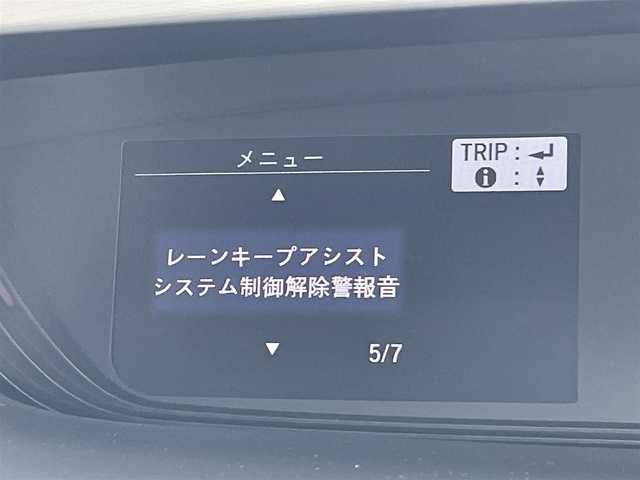 メニュー
TRIP : ↲
i : ▲▼
▲
レーンキープアシスト
システム制御解除警報音
▼ 5/7